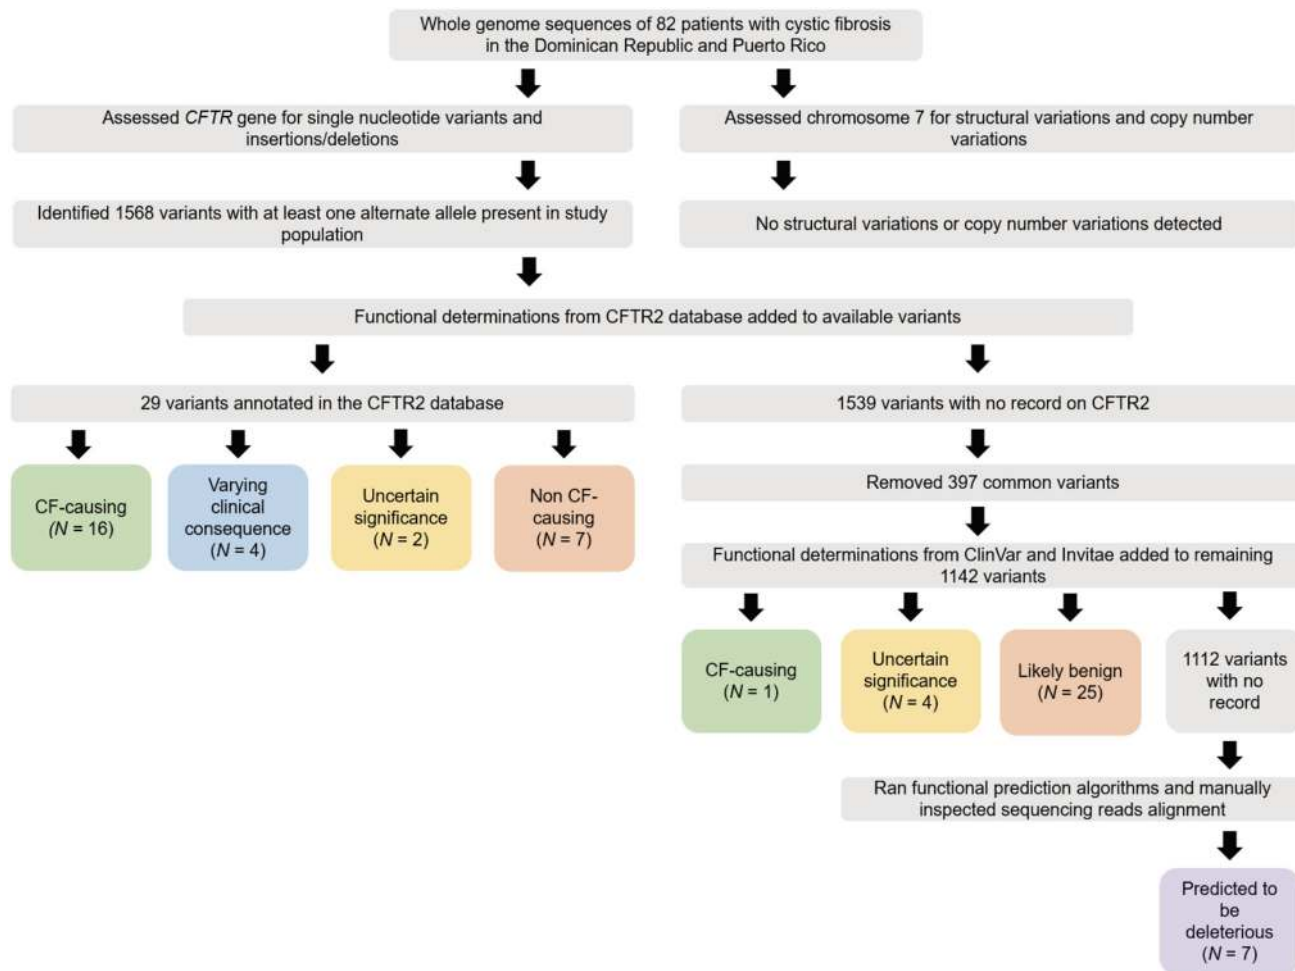 Whole genome sequences of 82 patients with cystic fibrosis
in the Dominican Republic and Puerto Rico
Assessed CFTR gene for single nucleotide variants and
insertions/deletions
Assessed chromosome 7 for structural variations and copy number
variations
Identified 1568 variants with at least one alternate allele present in study
population
No structural variations or copy number variations detected
Functional determinations from CFTR2 database added to available variants
29 variants annotated in the CFTR2 database
1539 variants with no record on CFTR2
CF-causing
(N = 16)
Varying
clinical
consequence
(N = 4)
Uncertain
significance
(N = 2)
Non CF-
causing
(N = 7)
Removed 397 common variants
Functional determinations from ClinVar and Invitae added to remaining
1142 variants
CF-causing
(N = 1)
Uncertain
significance
(N = 4)
Likely benign
(N = 25)
1112 variants
with no
record
Ran functional prediction algorithms and manually
inspected sequencing reads alignment
Predicted to
be
deleterious
(N = 7)